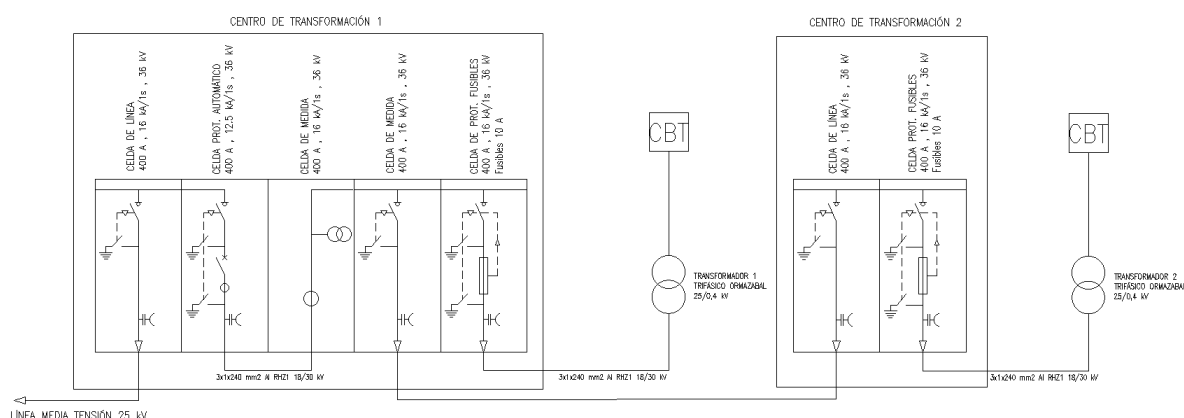 CENTRO DE TRANSFORMACIÓN 1
CELDA DE LÍNEA
400 A , 16 kA/1s , 36 kV
CELDA PROT. AUTOMÁTICO
400 A , 12.5 kA/1s , 36 kV
CELDA DE MEDIDA
400 A , 16 kA/1s , 36 kV
CELDA DE MEDIDA
400 A , 16 kA/1s , 36 kV
CELDA DE PROT. FUSIBLES
400 A , 16 kA/1s , 36 kV
Fusibles 10 A
CBT
TRANSFORMADOR 1
TRIFÁSICO ORMAZABAL
25/0,4 kV
3x1x240 mm2 Al RHZ1 18/30 kV
3x1x240 mm2 Al RHZ1 18/30 kV
LÍNEA MEDIA TENSIÓN 25 kV
CENTRO DE TRANSFORMACIÓN 2
CELDA DE LÍNEA
400 A , 16 kA/1s , 36 kV
CELDA PROT. FUSIBLES
400 A , 16 kA/1s , 36 kV
Fusibles 10 A
CBT
TRANSFORMADOR 2
TRIFÁSICO ORMAZABAL
25/0,4 kV
3x1x240 mm2 Al RHZ1 18/30 kV